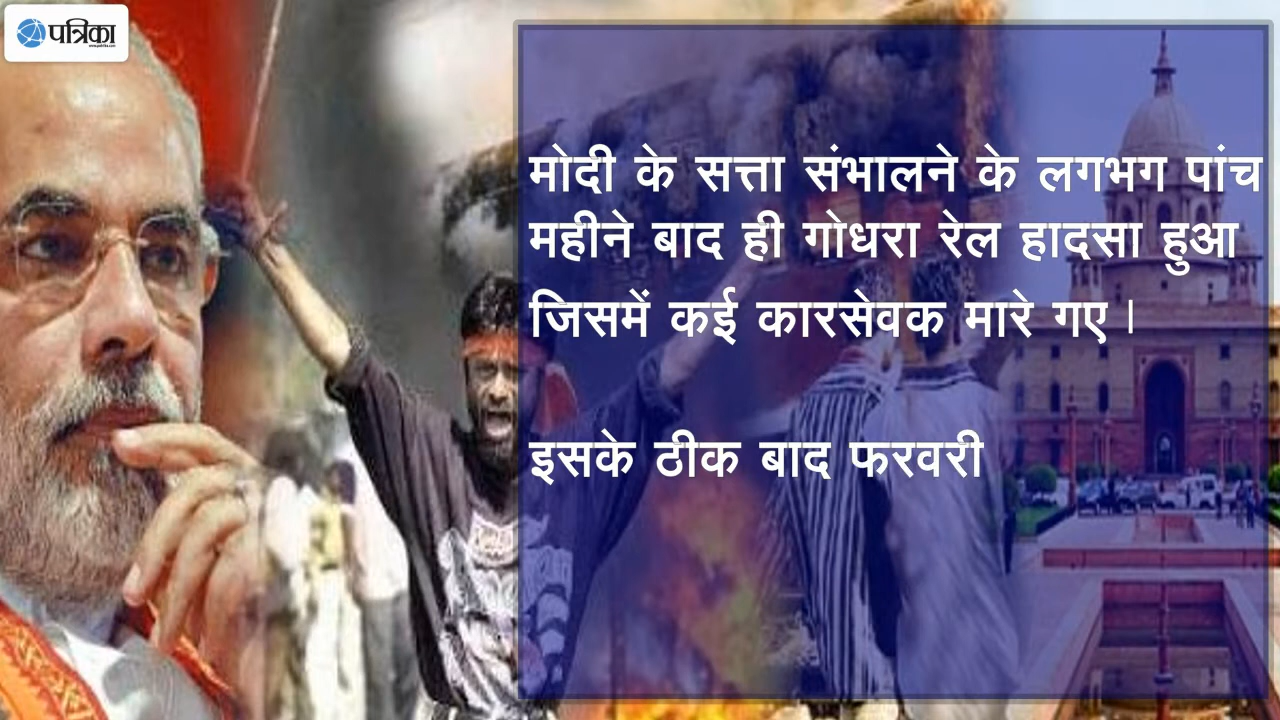 पत्रिका
मोदी के सत्ता संभालने के लगभग पांच
महीने बाद ही गोधरा रेल हादसा हुआ
जिसमें कई कारसेवक मारे गए।
इसके ठीक बाद फरवरी